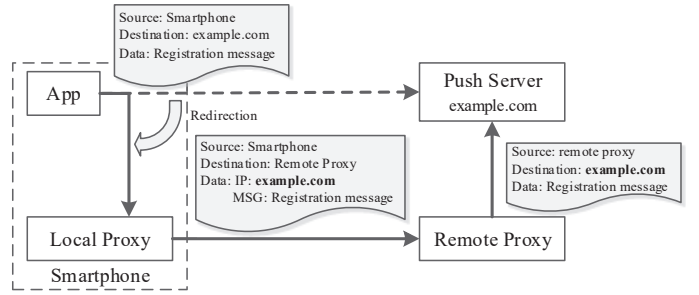 Source: Smartphone
Destination: example.com
Data: Registration message
App
Push Server
example.com
Redirection
Source: Smartphone
Destination: Remote Proxy
Data: IP: example.com
MSG: Registration message
Source: remote proxy
Destination: example.com
Data: Registration message
Local Proxy
Remote Proxy
Smartphone